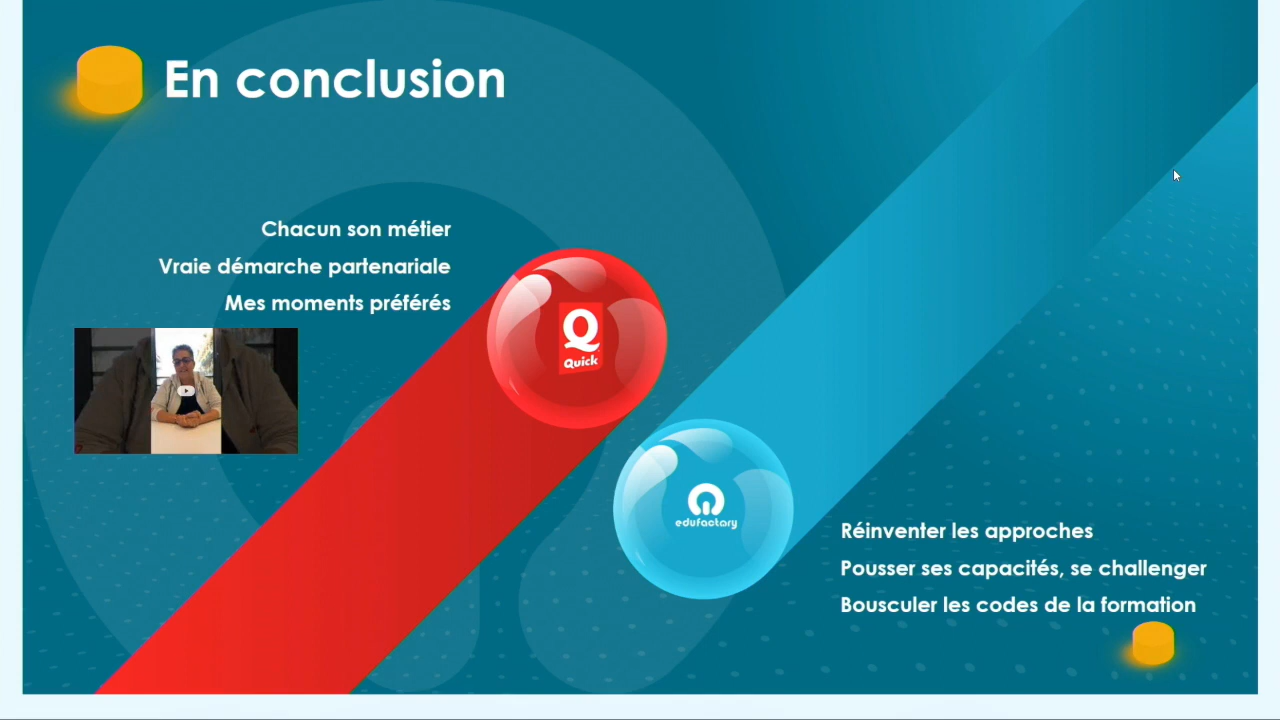 En conclusion
Chacun son métier
Vraie démarche partenariale
Mes moments préférés
Q
Quick
edufactory
Réinventer les approches
Pousser ses capacités, se challenger
Bousculer les codes de la formation